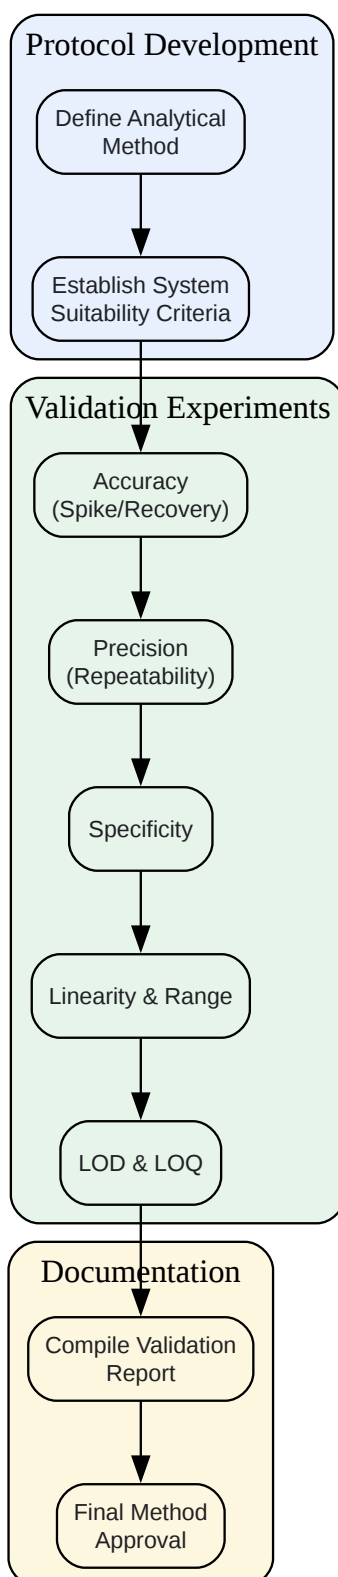 Protocol Development
Define Analytical
Method
Establish System
Suitability Criteria
Validation Experiments
Accuracy
(Spike/Recovery)
Precision
(Repeatability)
Specificity
Linearity & Range
LOD & LOQ
Documentation
Compile Validation
Report
Final Method
Approval